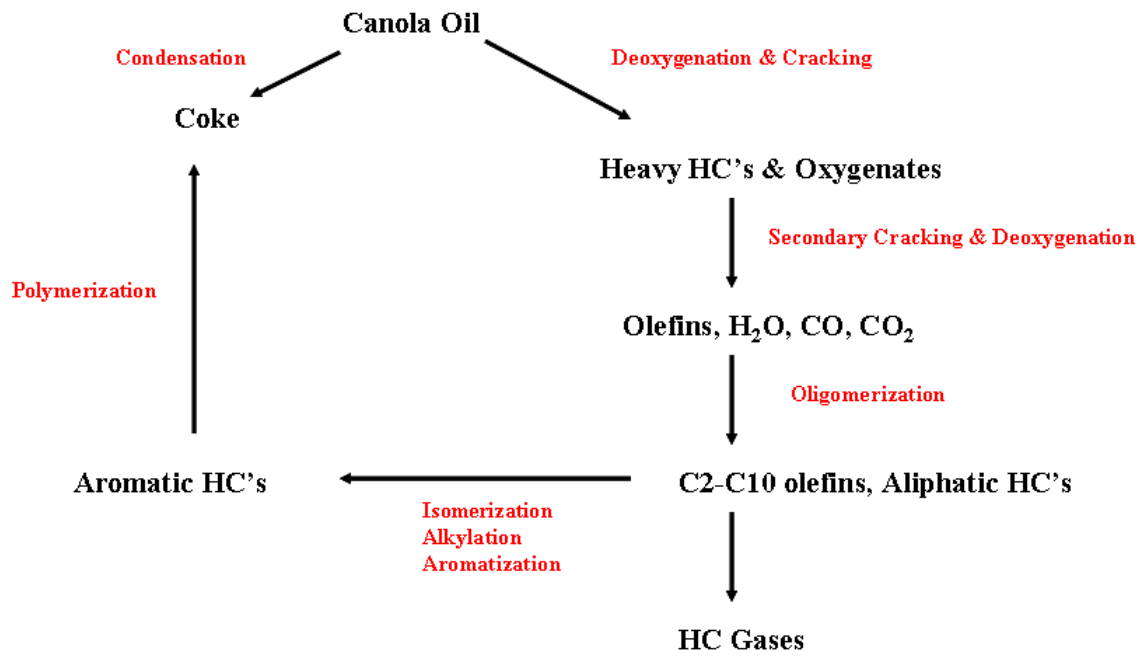 Canola Oil
Condensation
Deoxygenation & Cracking
Coke
Heavy HC’s & Oxygenates
Secondary Cracking & Deoxygenation
Polymerization
Olefins, H₂O, CO, CO₂
Oligomerization
Aromatic HC’s
C2-C10 olefins, Aliphatic HC’s
Isomerization
Alkylation
Aromatization
HC Gases